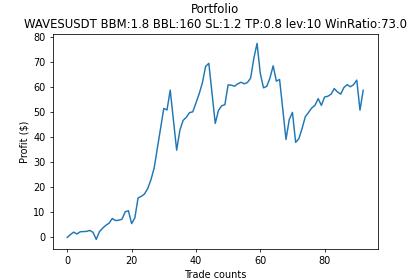 Portfolio
WAVESUSDT BBM:1.8 BBL:160 SL:1.2 TP:0.8 lev:10 WinRatio:73.0
80
70
60
50
40
30
20
10
0
Profit ($)
0 20 40 60 80
Trade counts